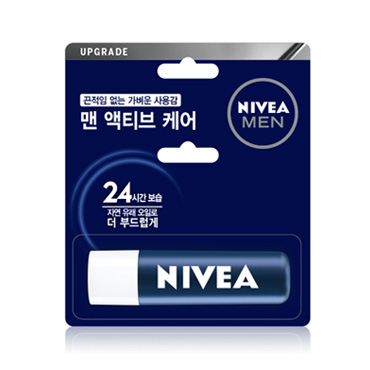 UPGRADE
끈적임 없는 가벼운 사용감
맨 액티브 케어
NIVEA
MEN
24시간 보습
자연 유래 오일로
더 부드럽게
NIVEA